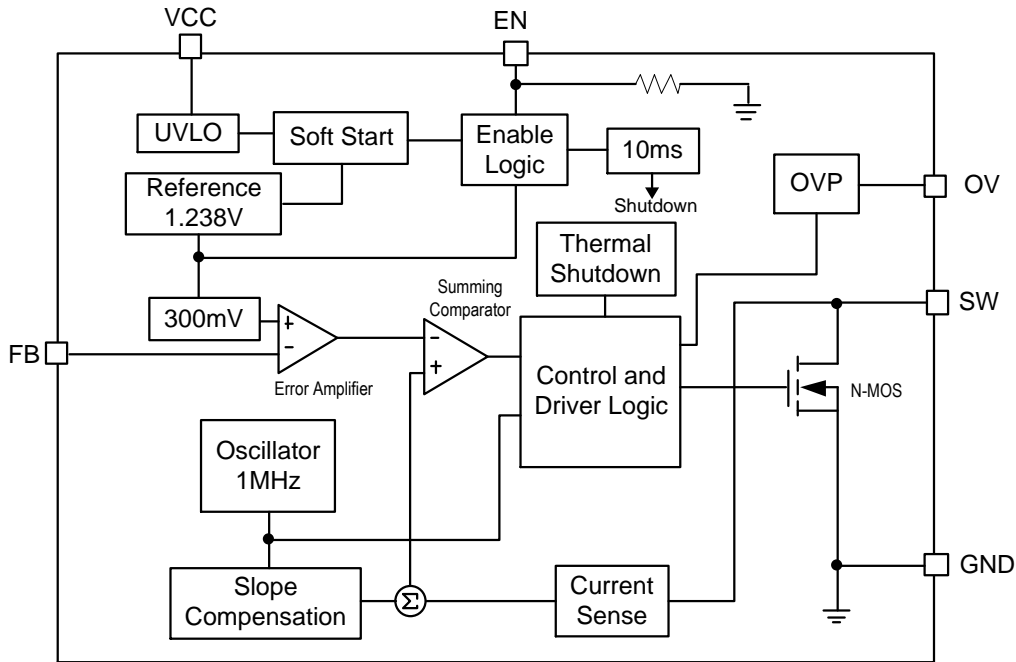 VCC
EN
UVLO
Soft Start
Enable
Logic
10ms
Shutdown
OVP
OV
Reference
1.238V
Thermal
Shutdown
Summing
Comparator
SW
300mV
+
−
−
+
FB
Error Amplifier
Control and
Driver Logic
N-MOS
Oscillator
1MHz
GND
Slope
Compensation
Σ
Current
Sense